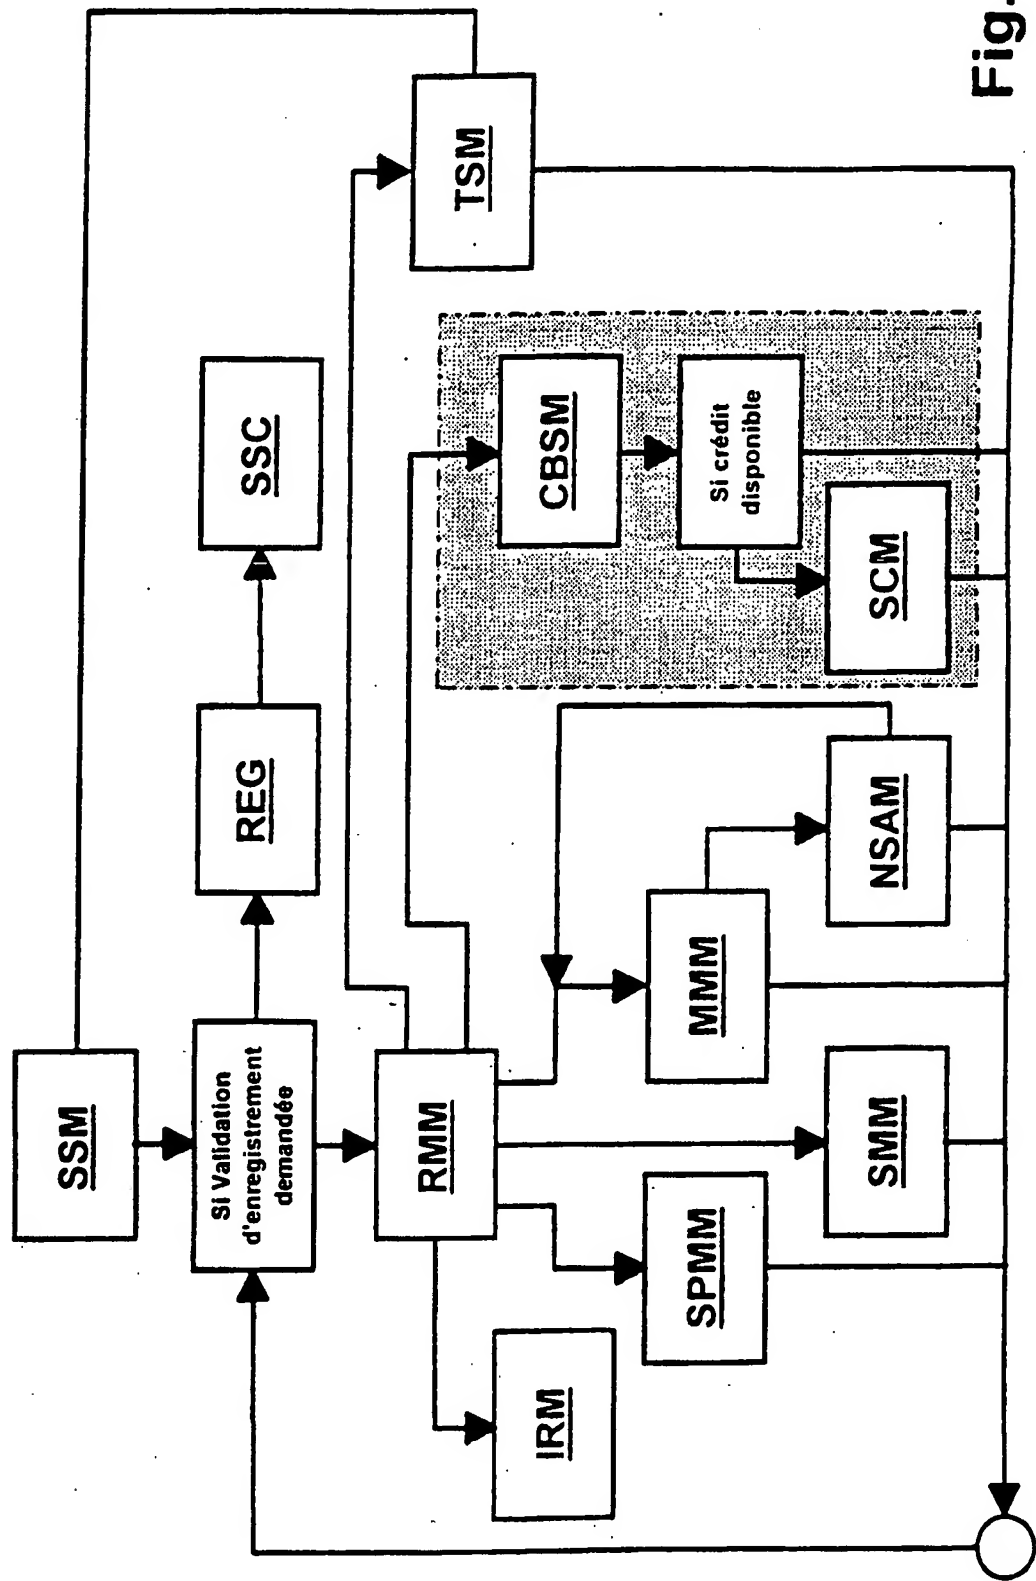 SSM
Si Validation
d'enregistrement
demandée
REG
SSC
RMM
TSM
IRM
SPMM
SMM
MMM
NSAM
CBSM
Si crédit
disponible
SCM
Fig.